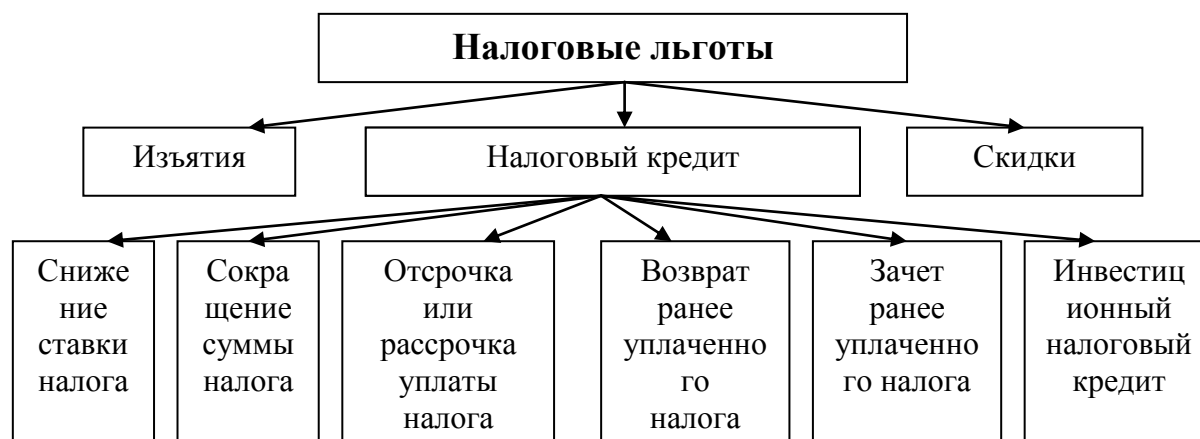 Налоговые льготы
Изъятия
Налоговый кредит
Скидки
Сниже
ние
ставки
налога
Сокра
щение
суммы
налога
Отсрочка
или
рассрочка
уплаты
налога
Возврат
ранее
уплаченно
го
налога
Зачет
ранее
уплаченно
го налога
Инвестиц
ионный
налоговый
кредит